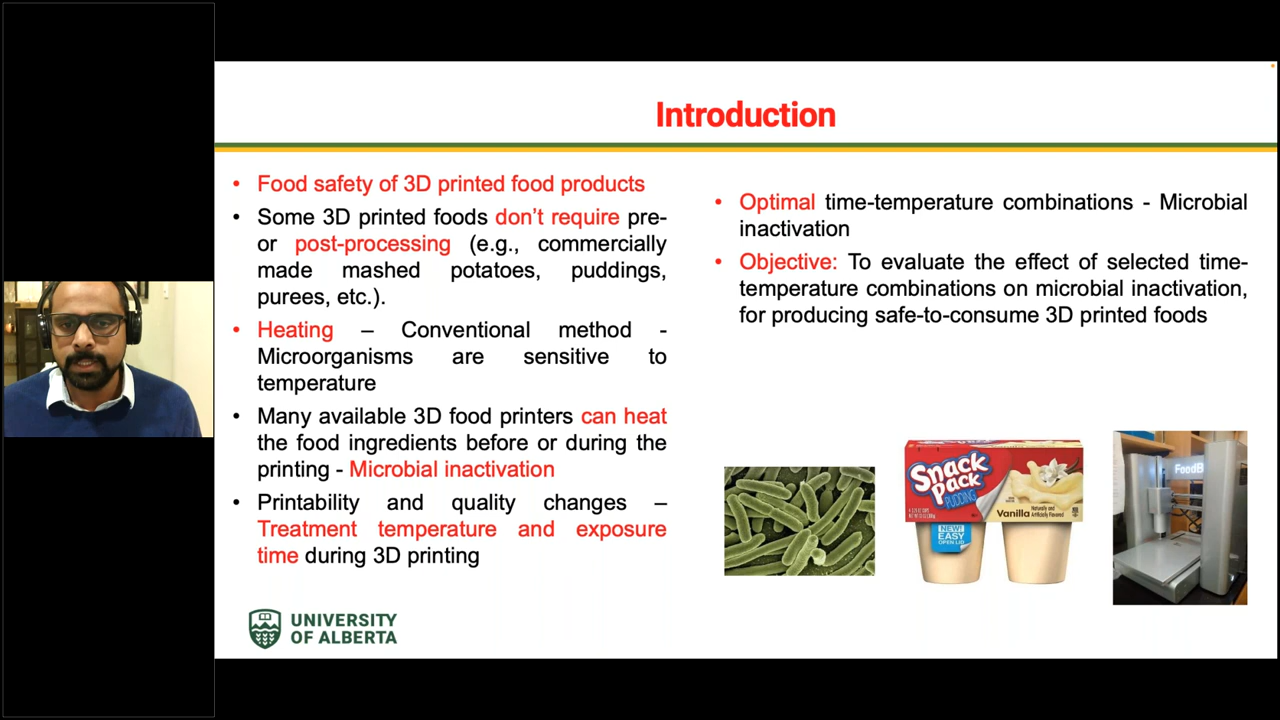 Introduction
• Food safety of 3D printed food products
• Some 3D printed foods don't require pre-
or post-processing (e.g., commercially
made mashed potatoes, puddings,
purees, etc.).
• Heating – Conventional method -
Microorganisms are sensitive to
temperature
• Many available 3D food printers can heat
the food ingredients before or during the
printing - Microbial inactivation
• Printability and quality changes –
Treatment temperature and exposure
time during 3D printing
• Optimal time-temperature combinations - Microbial
inactivation
• Objective: To evaluate the effect of selected time-
temperature combinations on microbial inactivation,
for producing safe-to-consume 3D printed foods
Snack
Pack
PUDDING
Vanilla
Naturally and
Artificially Flavored
NEW!
EASY
OPEN LID
FoodB
UNIVERSITY
OF ALBERTA